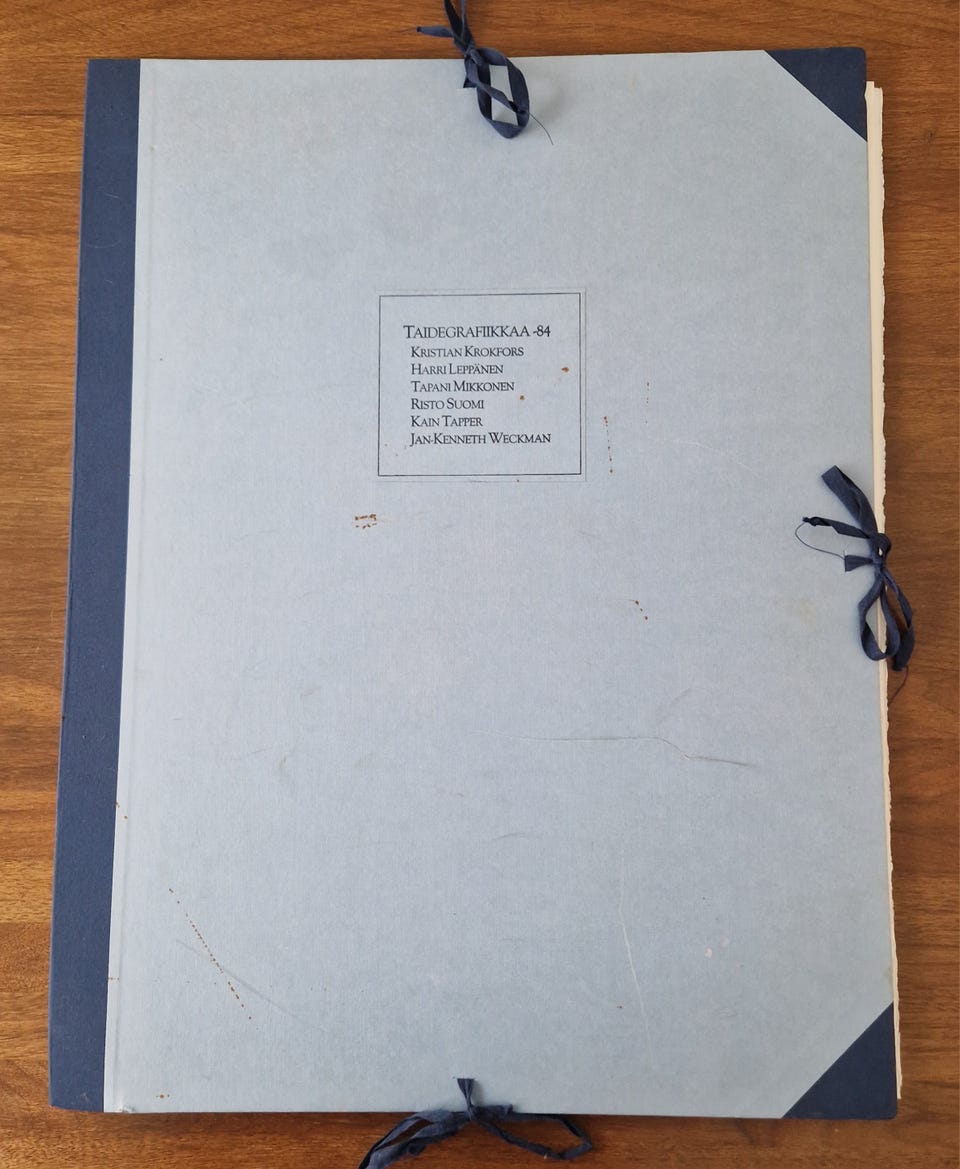 TAIDEGRAFIIKKAA -84
KRISTIAN KROKFORS
HARRI LEPPÄNEN
TAPANI MIKKONEN
RISTO SUOMI
KAIN TAPPER
JAN-KENNETH WECKMAN